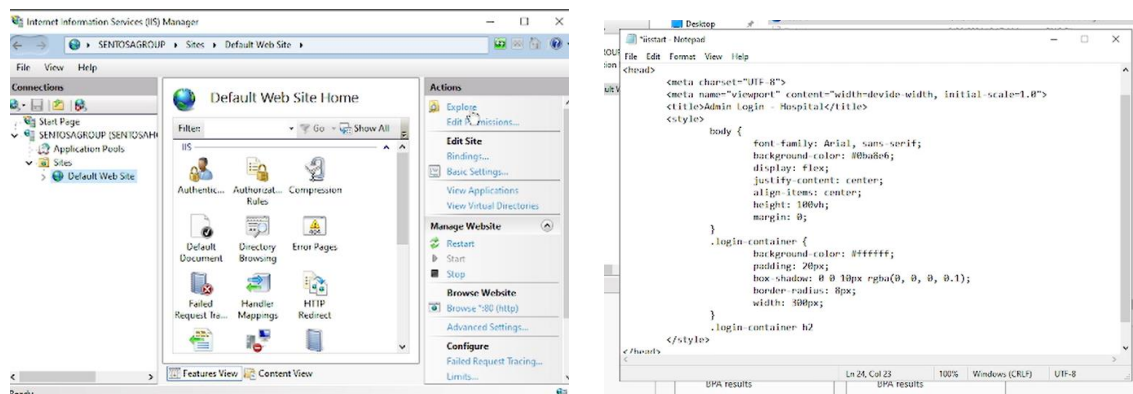 Internet Information Services (IIS) Manager
SENTOSAGROUP
Sites
Default Web Site
File View Help
Connections
Start Page
SENTOSAGROUP (SENTOSAH
Application Pools
Sites
Default Web Site
Default Web Site Home
Filter:
Go
Show All
IIS
Authentic...
Authorizat... Rules
Compression
Default Document
Directory Browsing
Error Pages
Failed Request Tra...
Handler Mappings
HTTP Redirect
Features View
Content View
Actions
Explore
Edit Permissions...
Edit Site
Bindings...
Basic Settings...
View Applications
View Virtual Directories
Manage Website
Restart
Start
Stop
Browse Website
Browse *:80 (http)
Advanced Settings...
Configure
Failed Request Tracing...
Limits...
Ready
Desktop
*iisstart - Notepad
File Edit Format View Help
<head>
<meta charset="UTF-8">
<meta name="viewport" content="width=devide-width, initial-scale=1.0">
<title>Admin Login - Hospital</title>
<style>
body {
font-family: Arial, sans-serif;
background-color: #0ba8e6;
display: flex;
justify-content: center;
align-items: center;
height: 100vh;
margin: 0;
}
.login-container {
background-color: #ffffff;
padding: 20px;
box-shadow: 0 0 10px rgba(0, 0, 0, 0.1);
border-radius: 8px;
width: 300px;
}
.login-container h2
</style>
</head>
Ln 24, Col 23
100%
Windows (CRLF)
UTF-8
BPA results
BPA results